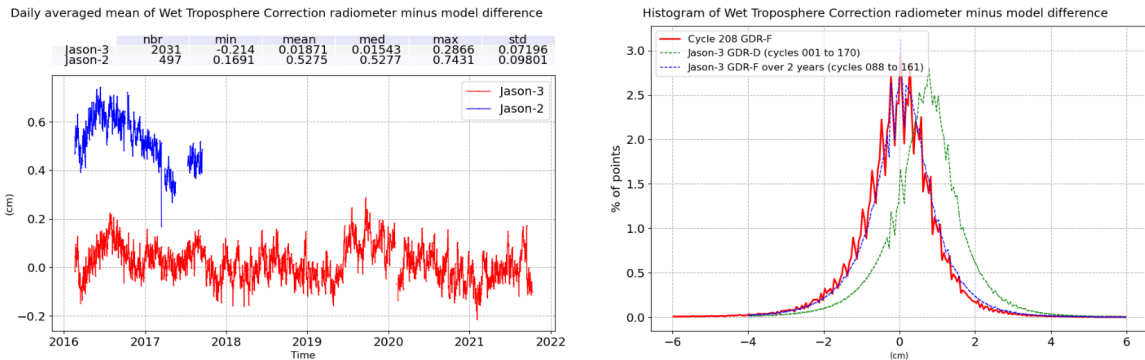 Daily averaged mean of Wet Troposphere Correction radiometer minus model difference
nbr min mean med max std
Jason-3 2031 -0.214 0.01871 0.01543 0.2866 0.07196
Jason-2 497 0.1691 0.5275 0.5277 0.7431 0.09801
Jason-3
Jason-2
0.6
0.4
0.2
0.0
−0.2
(cm)
2016 2017 2018 2019 2020 2021 2022
Time
Histogram of Wet Troposphere Correction radiometer minus model difference
Cycle 208 GDR-F
Jason-3 GDR-D (cycles 001 to 170)
Jason-3 GDR-F over 2 years (cycles 088 to 161)
3.0
2.5
2.0
1.5
1.0
0.5
0.0
% of points
−6 −4 −2 0 2 4 6
(cm)